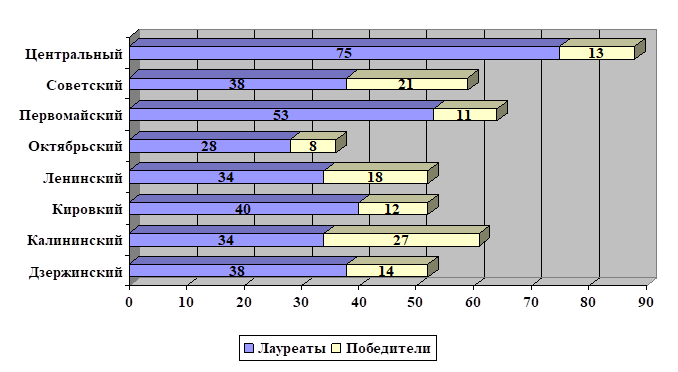 Центральный 75 13
Советский 38 21
Первомайский 53 11
Октябрьский 28 8
Ленинский 34 18
Кировкий 40 12
Калининский 34 27
Дзержинский 38 14
0 10 20 30 40 50 60 70 80 90
Лауреаты Победители